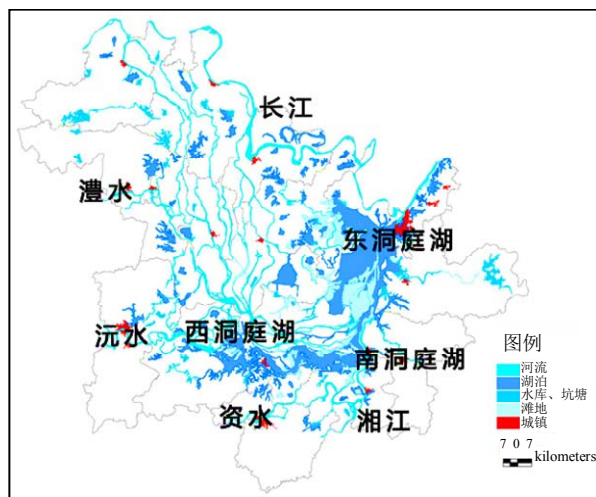 长江
澧水
东洞庭湖
沅水
西洞庭湖
南洞庭湖
资水
湘江
图例
河流
湖泊
水库、坑塘
滩地
城镇
7 0 7
kilometers